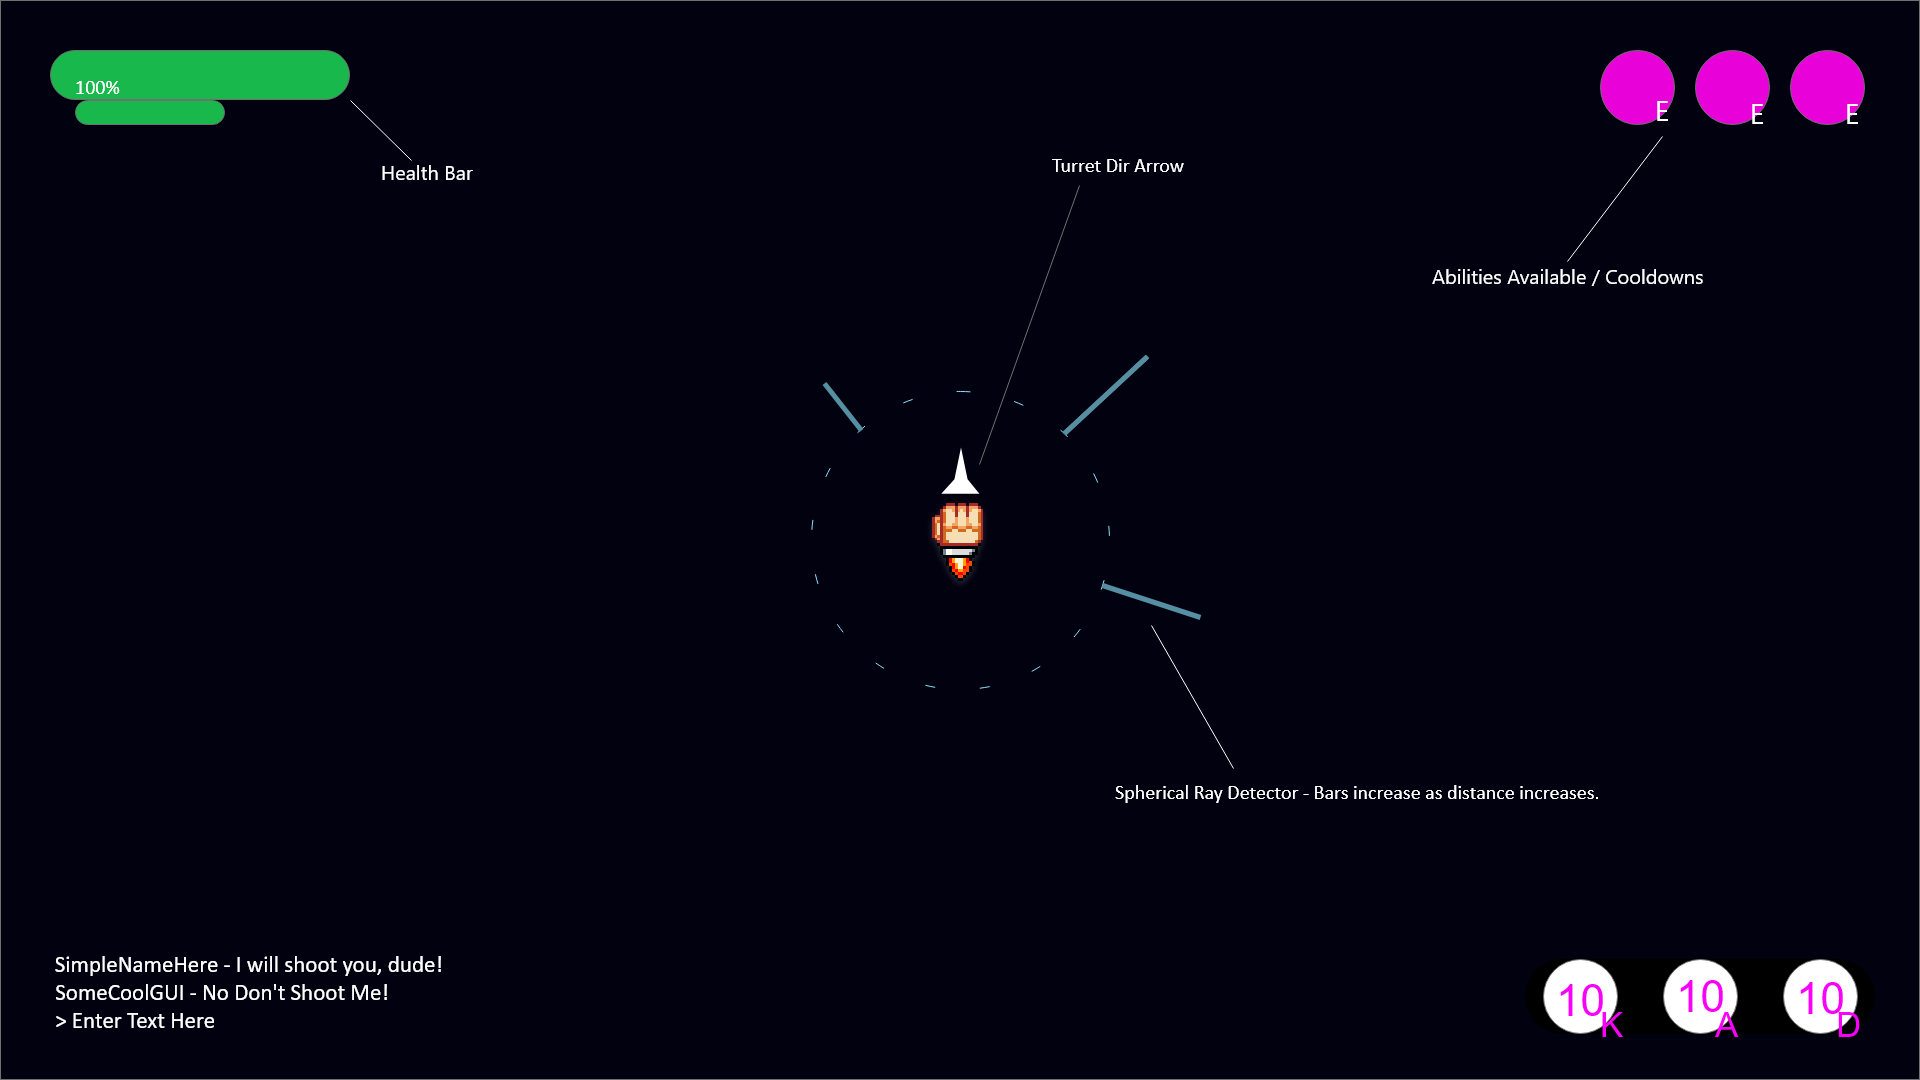 100%
E
E
E
Health Bar
Turret Dir Arrow
Abilities Available / Cooldowns
Spherical Ray Detector - Bars increase as distance increases.
SimpleNameHere - I will shoot you, dude!
SomeCoolGUI - No Don't Shoot Me!
> Enter Text Here
10 K
10 A
10 D